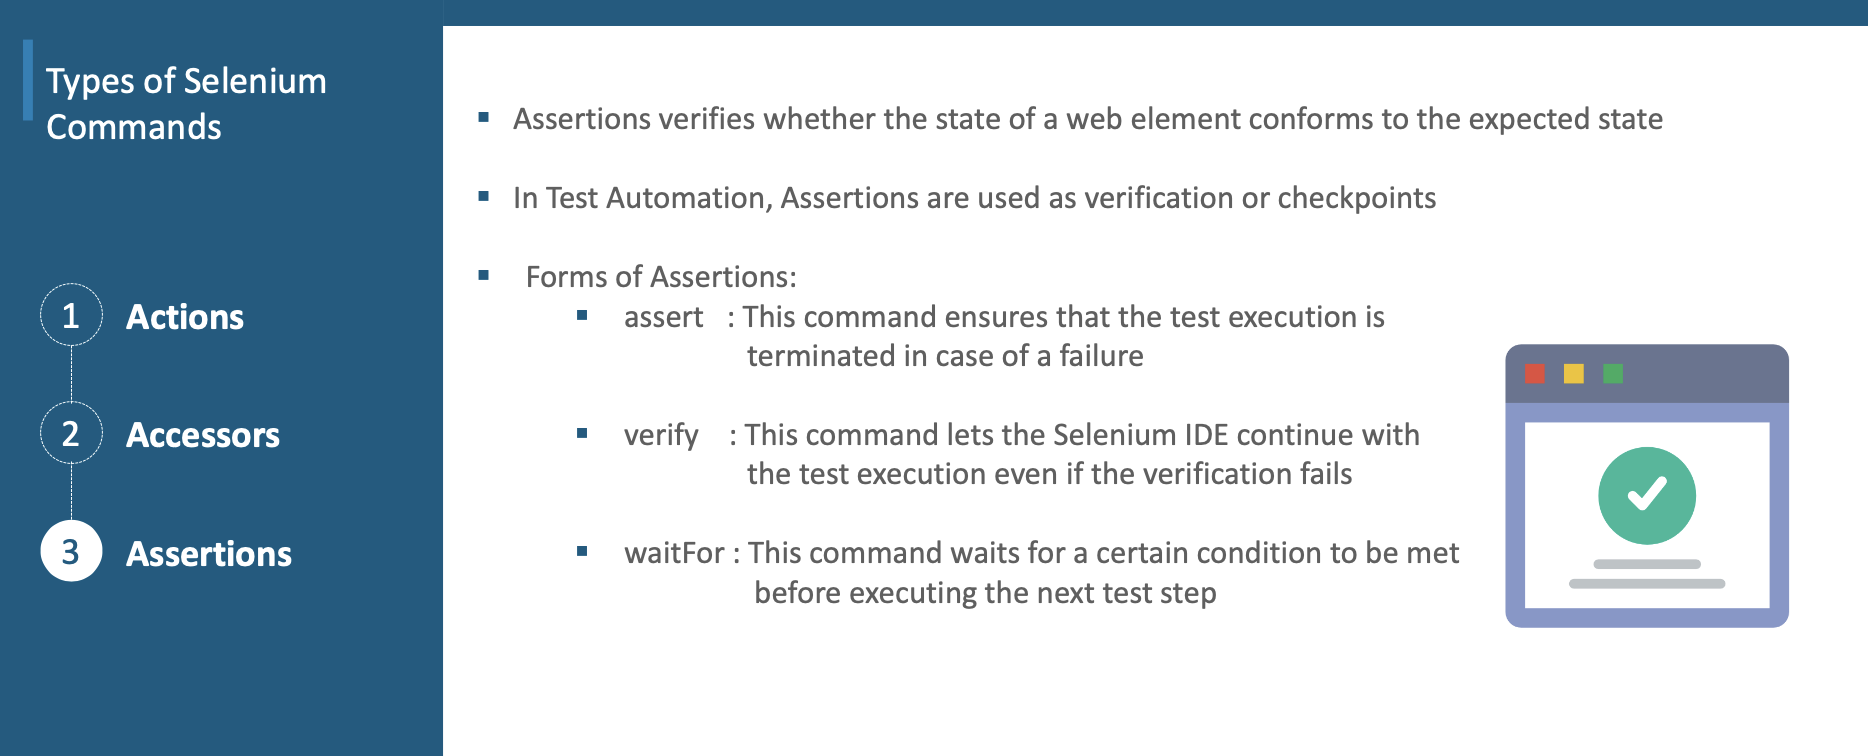 Types of Selenium
Commands
1 Actions
2 Accessors
3 Assertions
▪ Assertions verifies whether the state of a web element conforms to the expected state
▪ In Test Automation, Assertions are used as verification or checkpoints
▪ Forms of Assertions:
▪ assert : This command ensures that the test execution is
terminated in case of a failure
▪ verify : This command lets the Selenium IDE continue with
the test execution even if the verification fails
▪ waitFor : This command waits for a certain condition to be met
before executing the next test step